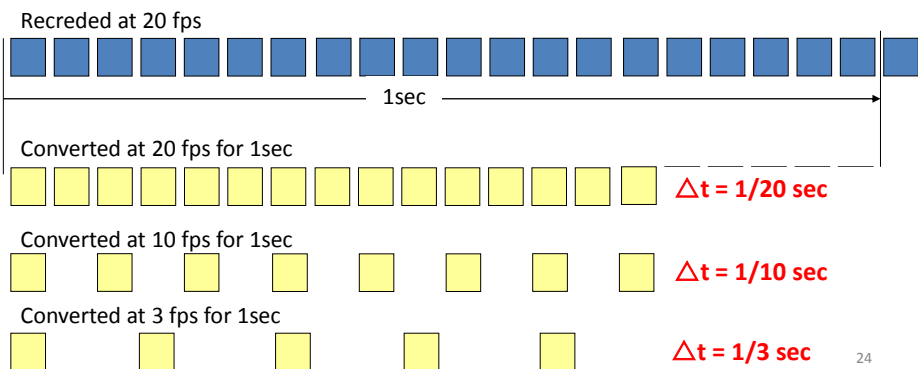 Recreded at 20 fps
1sec
Converted at 20 fps for 1sec
△t = 1/20 sec
Converted at 10 fps for 1sec
△t = 1/10 sec
Converted at 3 fps for 1sec
△t = 1/3 sec
24